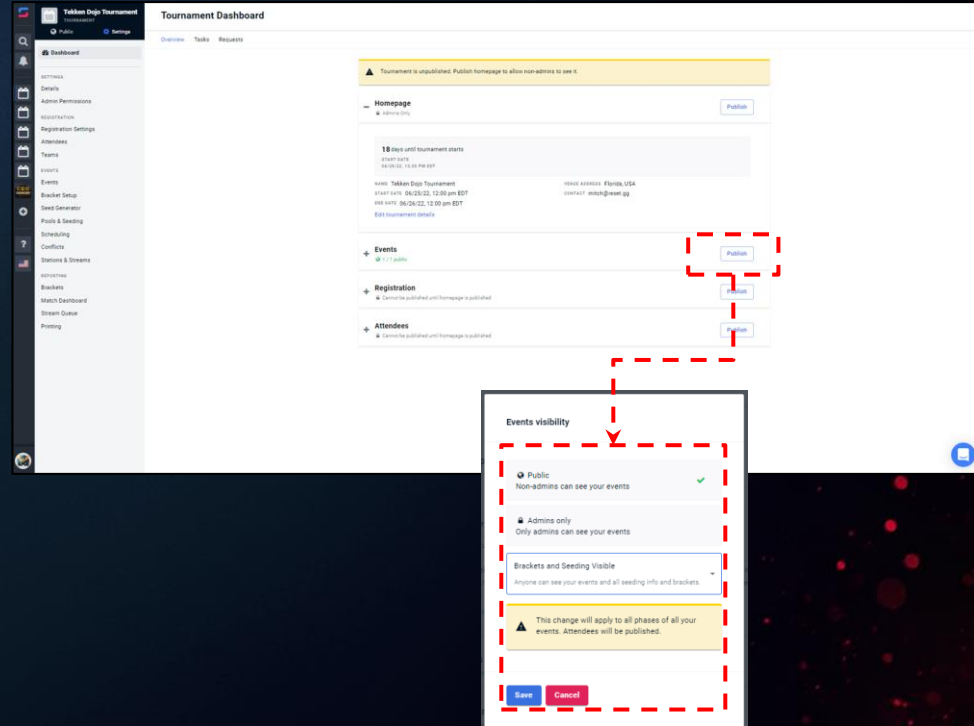 Tekken Dojo Tournament
TOURNAMENT
Public Settings
Tournament Dashboard
Overview Tasks Requests
Dashboard
SETTINGS
Details
Admin Permissions
REGISTRATION
Registration Settings
Attendees
Teams
EVENTS
Events
Bracket Setup
Seed Generator
Pools & Seeding
Scheduling
Conflicts
Stations & Streams
REPORTING
Brackets
Match Dashboard
Stream Queue
Printing
Tournament is unpublished. Publish homepage to allow non-admins to see it.
Homepage
Admins Only
Publish
18 days until tournament starts
START DATE
06/25/22, 12:00 PM EDT
NAME Tekken Dojo Tournament
START DATE 06/25/22, 12:00 pm EDT
END DATE 06/26/22, 12:00 pm EDT
Edit tournament details
VENUE ADDRESS Florida, USA
CONTACT mitch@reset.gg
Events
1 / 1 public
Publish
Registration
Cannot be published until homepage is published
Publish
Attendees
Cannot be published until homepage is published
Publish
?
Events visibility
Public
Non-admins can see your events
Admins only
Only admins can see your events
Brackets and Seeding Visible
Anyone can see your events and all seeding info and brackets.
This change will apply to all phases of all your
events. Attendees will be published.
Save Cancel